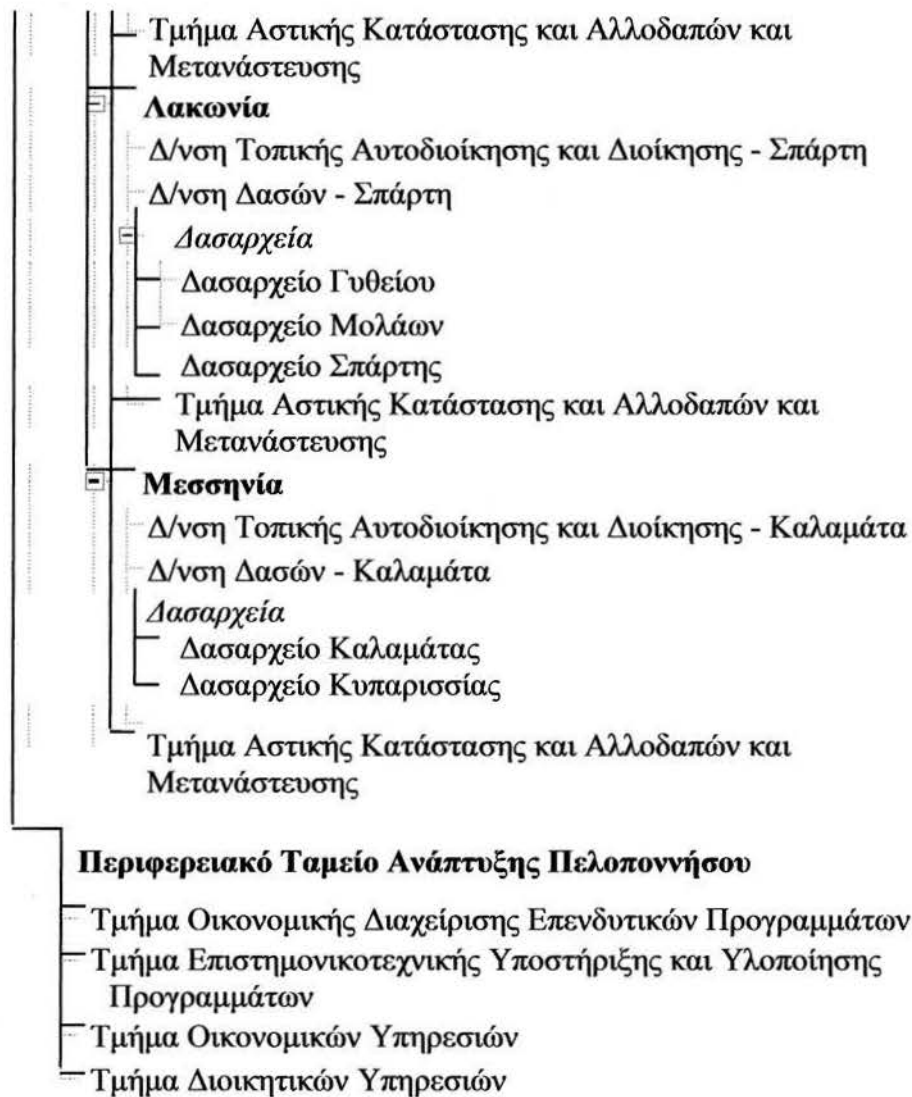 Τμήμα Αστικής Κατάστασης και Αλλοδαπών και
Μετανάστευσης
Λακωνία
Δ/νση Τοπικής Αυτοδιοίκησης και Διοίκησης - Σπάρτη
Δ/νση Δασών - Σπάρτη
Δασαρχεία
Δασαρχείο Γυθείου
Δασαρχείο Μολάων
Δασαρχείο Σπάρτης
Τμήμα Αστικής Κατάστασης και Αλλοδαπών και
Μετανάστευσης
Μεσσηνία
Δ/νση Τοπικής Αυτοδιοίκησης και Διοίκησης - Καλαμάτα
Δ/νση Δασών - Καλαμάτα
Δασαρχεία
Δασαρχείο Καλαμάτας
Δασαρχείο Κυπαρισσίας
Τμήμα Αστικής Κατάστασης και Αλλοδαπών και
Μετανάστευσης
Περιφερειακό Ταμείο Ανάπτυξης Πελοποννήσου
Τμήμα Οικονομικής Διαχείρισης Επενδυτικών Προγραμμάτων
Τμήμα Επιστημονικοτεχνικής Υποστήριξης και Υλοποίησης
Προγραμμάτων
Τμήμα Οικονομικών Υπηρεσιών
Τμήμα Διοικητικών Υπηρεσιών